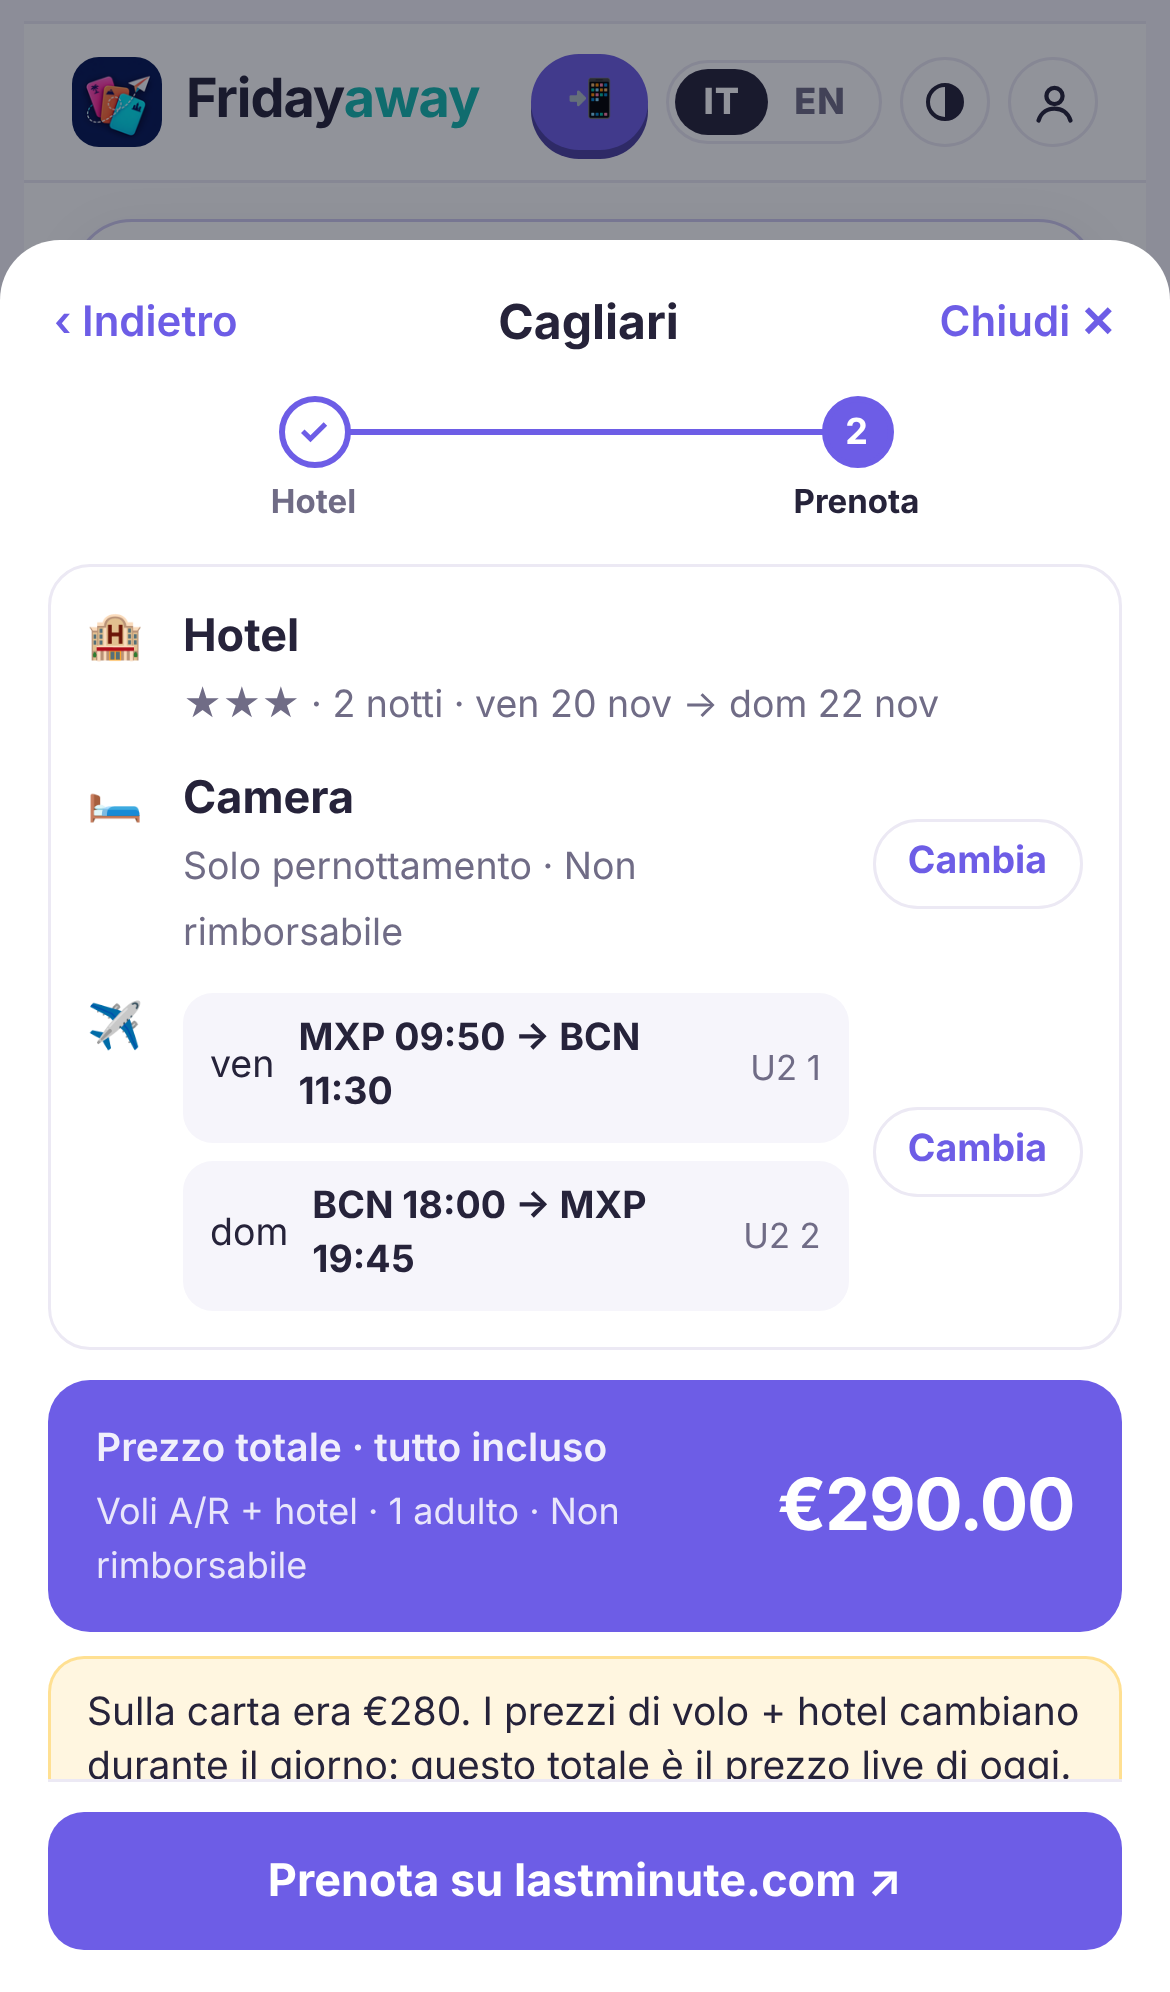 Fridayaway
IT EN
‹ Indietro
Cagliari
Chiudi ✕
2
Hotel
Prenota
Hotel
★★★ · 2 notti · ven 20 nov → dom 22 nov
Camera
Solo pernottamento · Non
rimborsabile
Cambia
ven
MXP 09:50 → BCN
11:30
U2 1
Cambia
dom
BCN 18:00 → MXP
19:45
U2 2
Prezzo totale · tutto incluso
Voli A/R + hotel · 1 adulto · Non
rimborsabile
€290.00
Sulla carta era €280. I prezzi di volo + hotel cambiano
durante il giorno: questo totale è il prezzo live di oggi.
Prenota su lastminute.com ↗